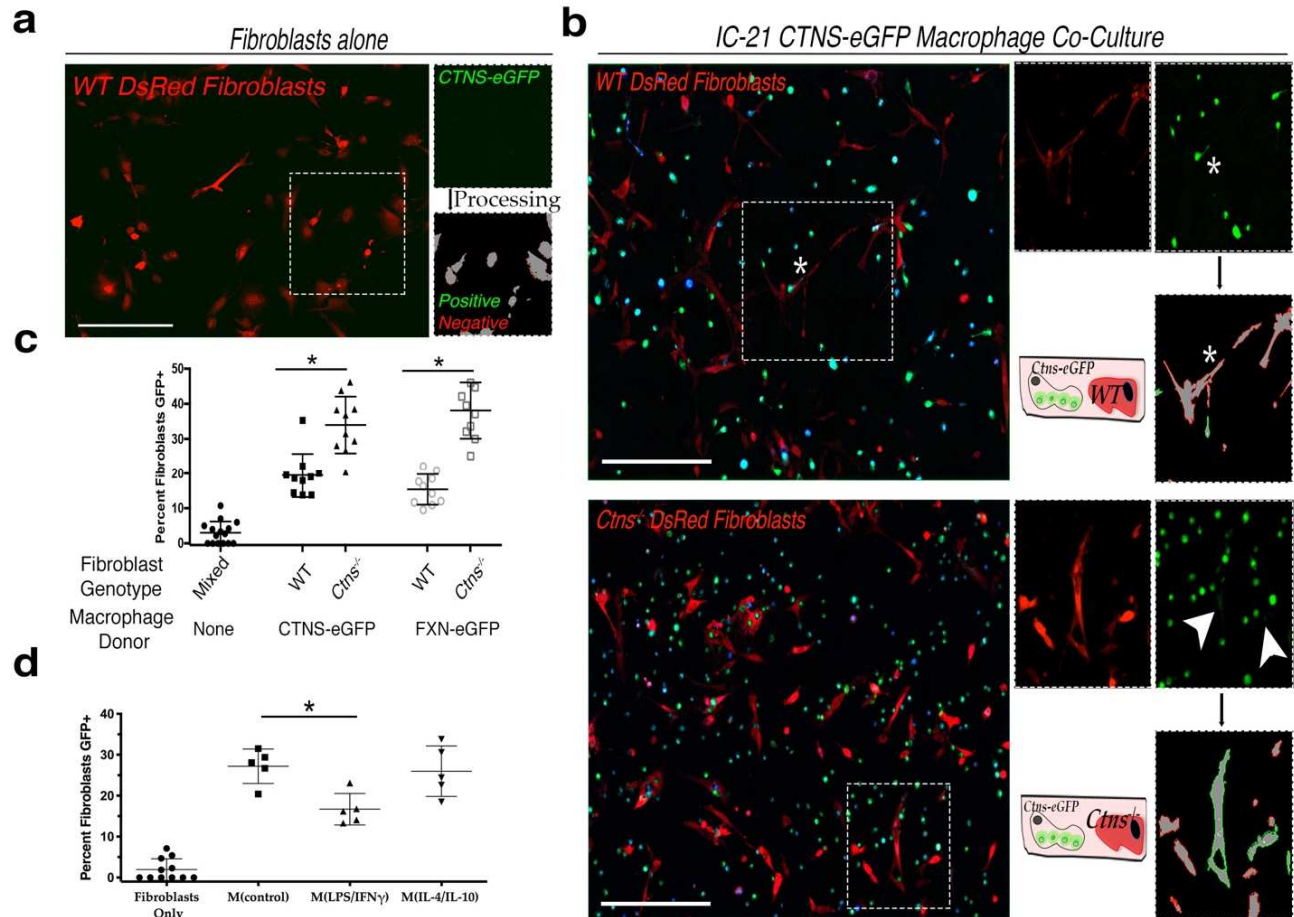 a
Fibroblasts alone
WT DsRed Fibroblasts
CTNS-eGFP
Processing
Positive
Negative
b
IC-21 CTNS-eGFP Macrophage Co-Culture
WT DsRed Fibroblasts
*
*
*
Ctns-eGFP
WT
Ctns-/- DsRed Fibroblasts
Ctns-eGFP
Ctns-/-
c
Percent Fibroblasts GFP+
50
40
30
20
10
0
*
*
Fibroblast Genotype
Mixed
WT
Ctns-/-
WT
Ctns-/-
Macrophage Donor
None
CTNS-eGFP
FXN-eGFP
d
Percent Fibroblasts GFP+
40
30
20
10
0
*
Fibroblasts Only
M(control)
M(LPS/IFNγ)
M(IL-4/IL-10)